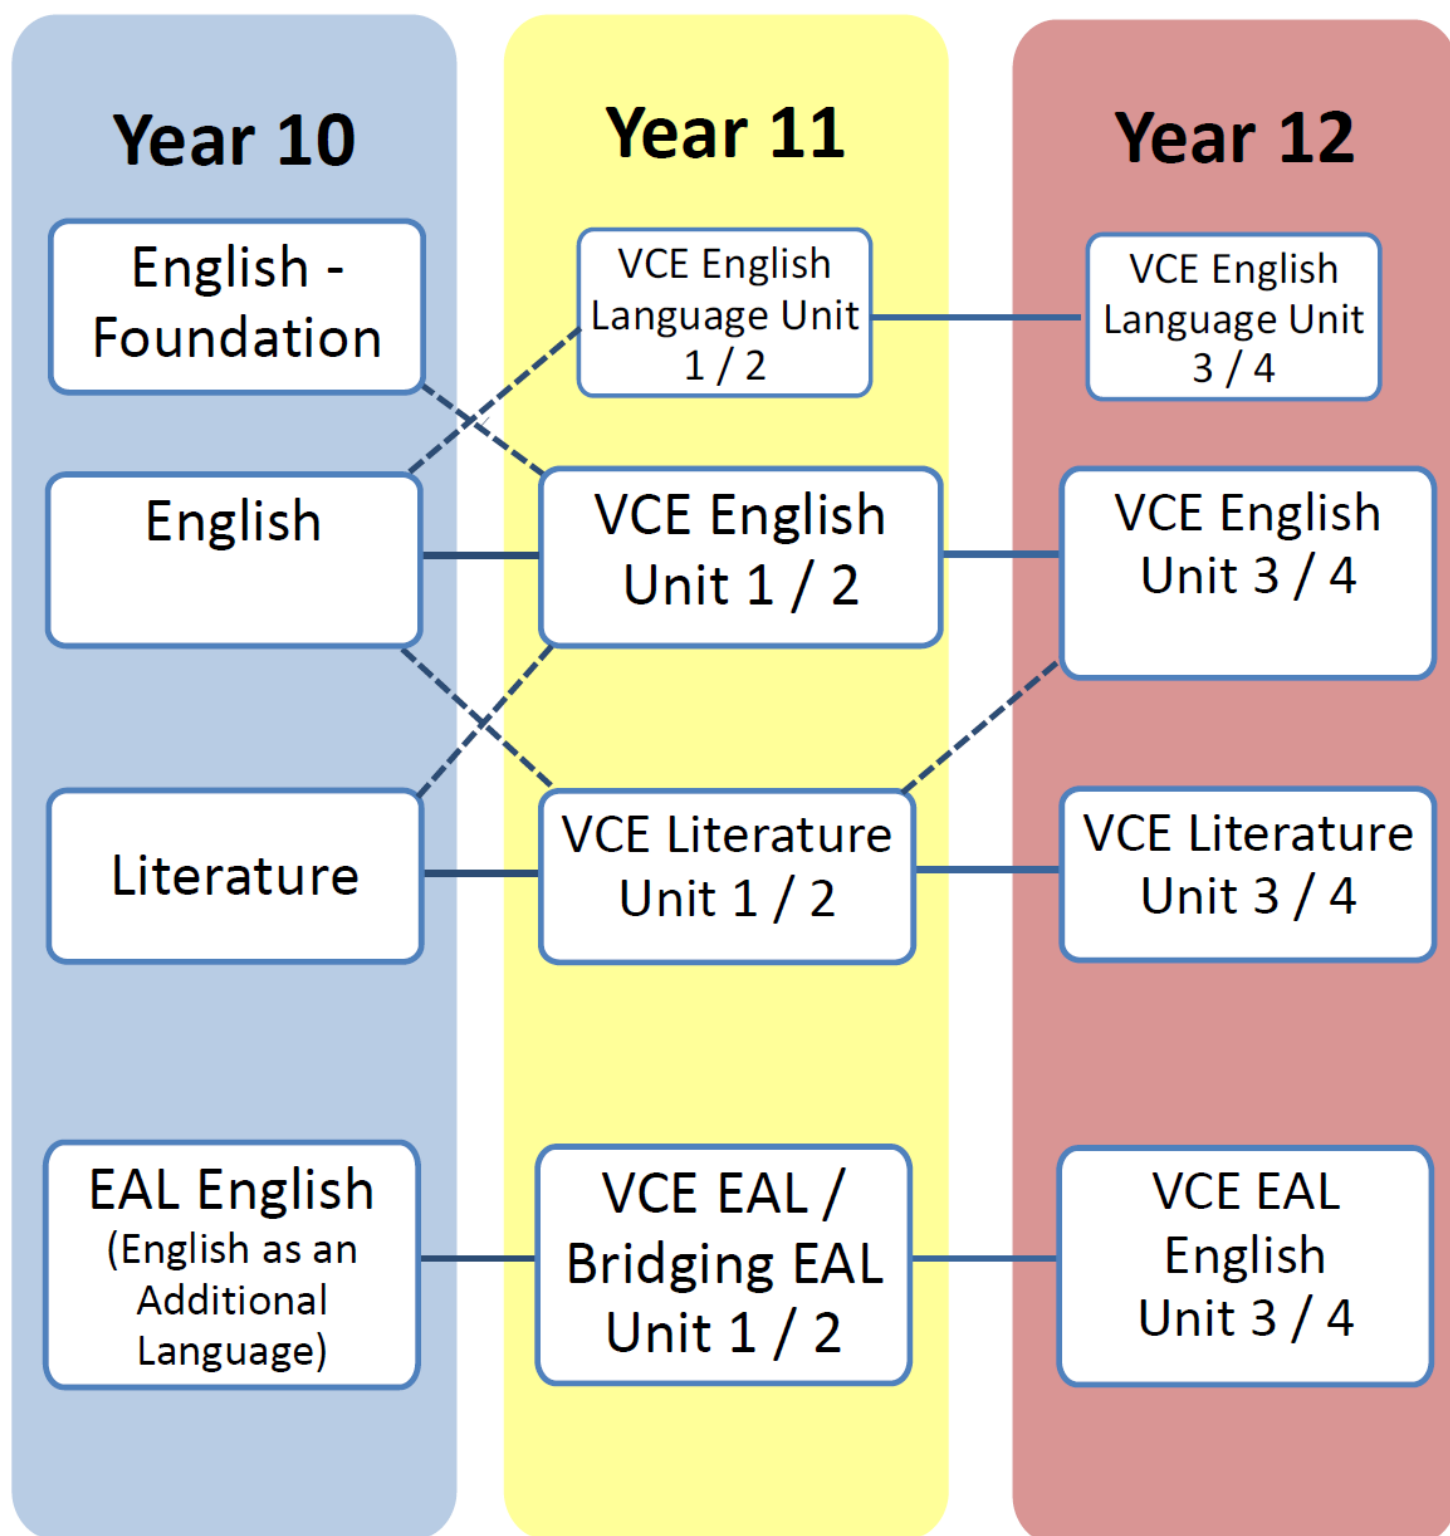 Year 10
English -
Foundation
English
Literature
EAL English
(English as an
Additional
Language)
Year 11
VCE English
Language Unit
1 / 2
VCE English
Unit 1 / 2
VCE Literature
Unit 1 / 2
VCE EAL /
Bridging EAL
Unit 1 / 2
Year 12
VCE English
Language Unit
3 / 4
VCE English
Unit 3 / 4
VCE Literature
Unit 3 / 4
VCE EAL
English
Unit 3 / 4